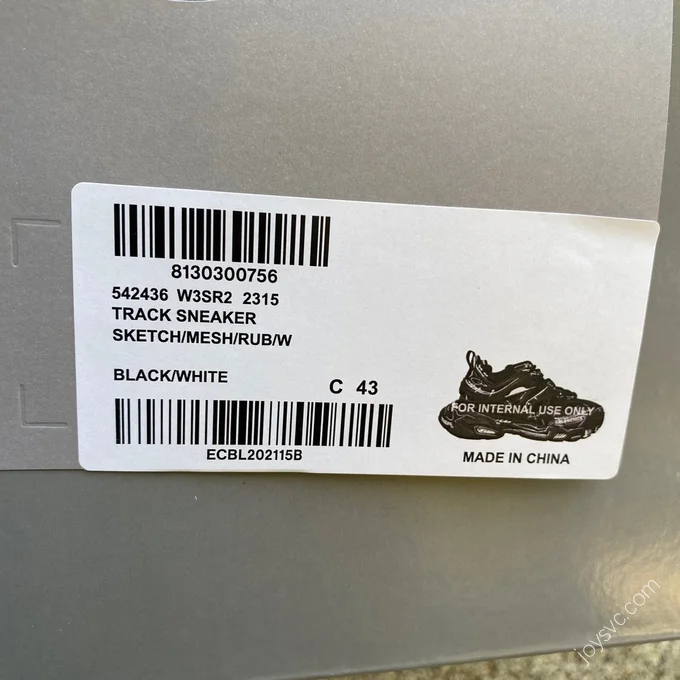 8130300756
542436 W3SR2 2315
TRACK SNEAKER
SKETCH/MESH/RUB/W
BLACK/WHITE
C 43
FOR INTERNAL USE ONLY
ECBL202115B
MADE IN CHINA
joysvc.com